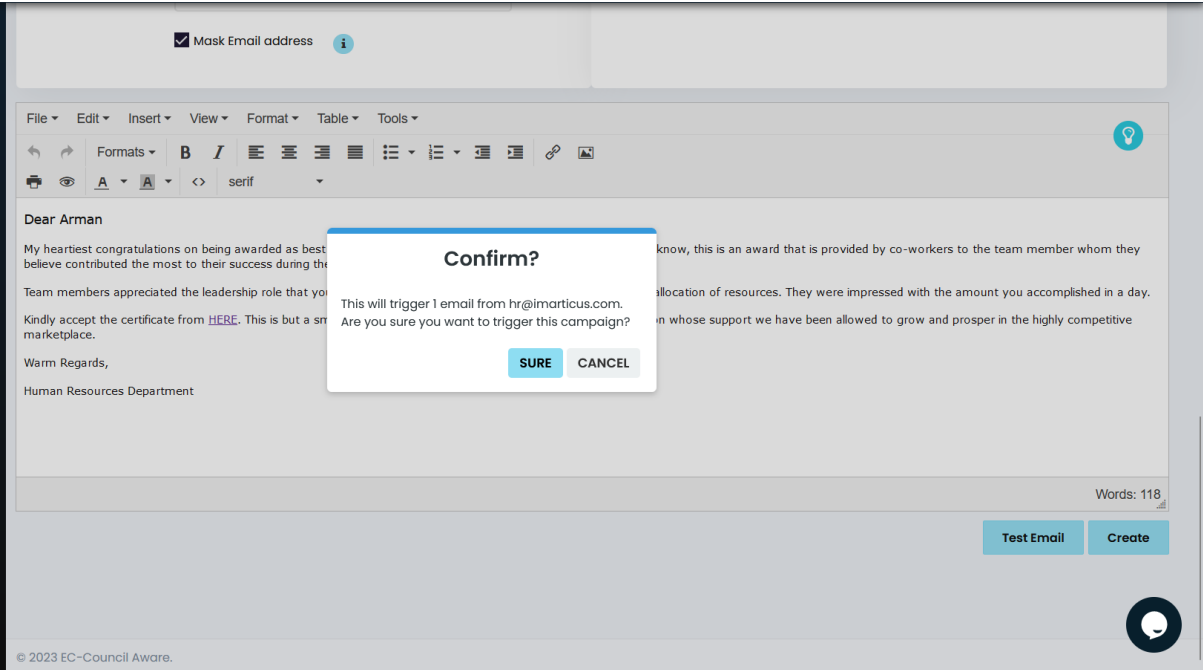 Mask Email address
i
File Edit Insert View Format Table Tools
Formats B I
A A <> serif
Dear Arman
My heartiest congratulations on being awarded as best know, this is an award that is provided by co-workers to the team member whom they
believe contributed the most to their success during the
Team members appreciated the leadership role that you allocation of resources. They were impressed with the amount you accomplished in a day.
Kindly accept the certificate from HERE. This is but a whose support we have been allowed to grow and prosper in the highly competitive
marketplace.
Warm Regards,
Human Resources Department
Confirm?
This will trigger 1 email from hr@imarticus.com.
Are you sure you want to trigger this campaign?
SURE CANCEL
Words: 118
Test Email Create
© 2023 EC-Council Aware.